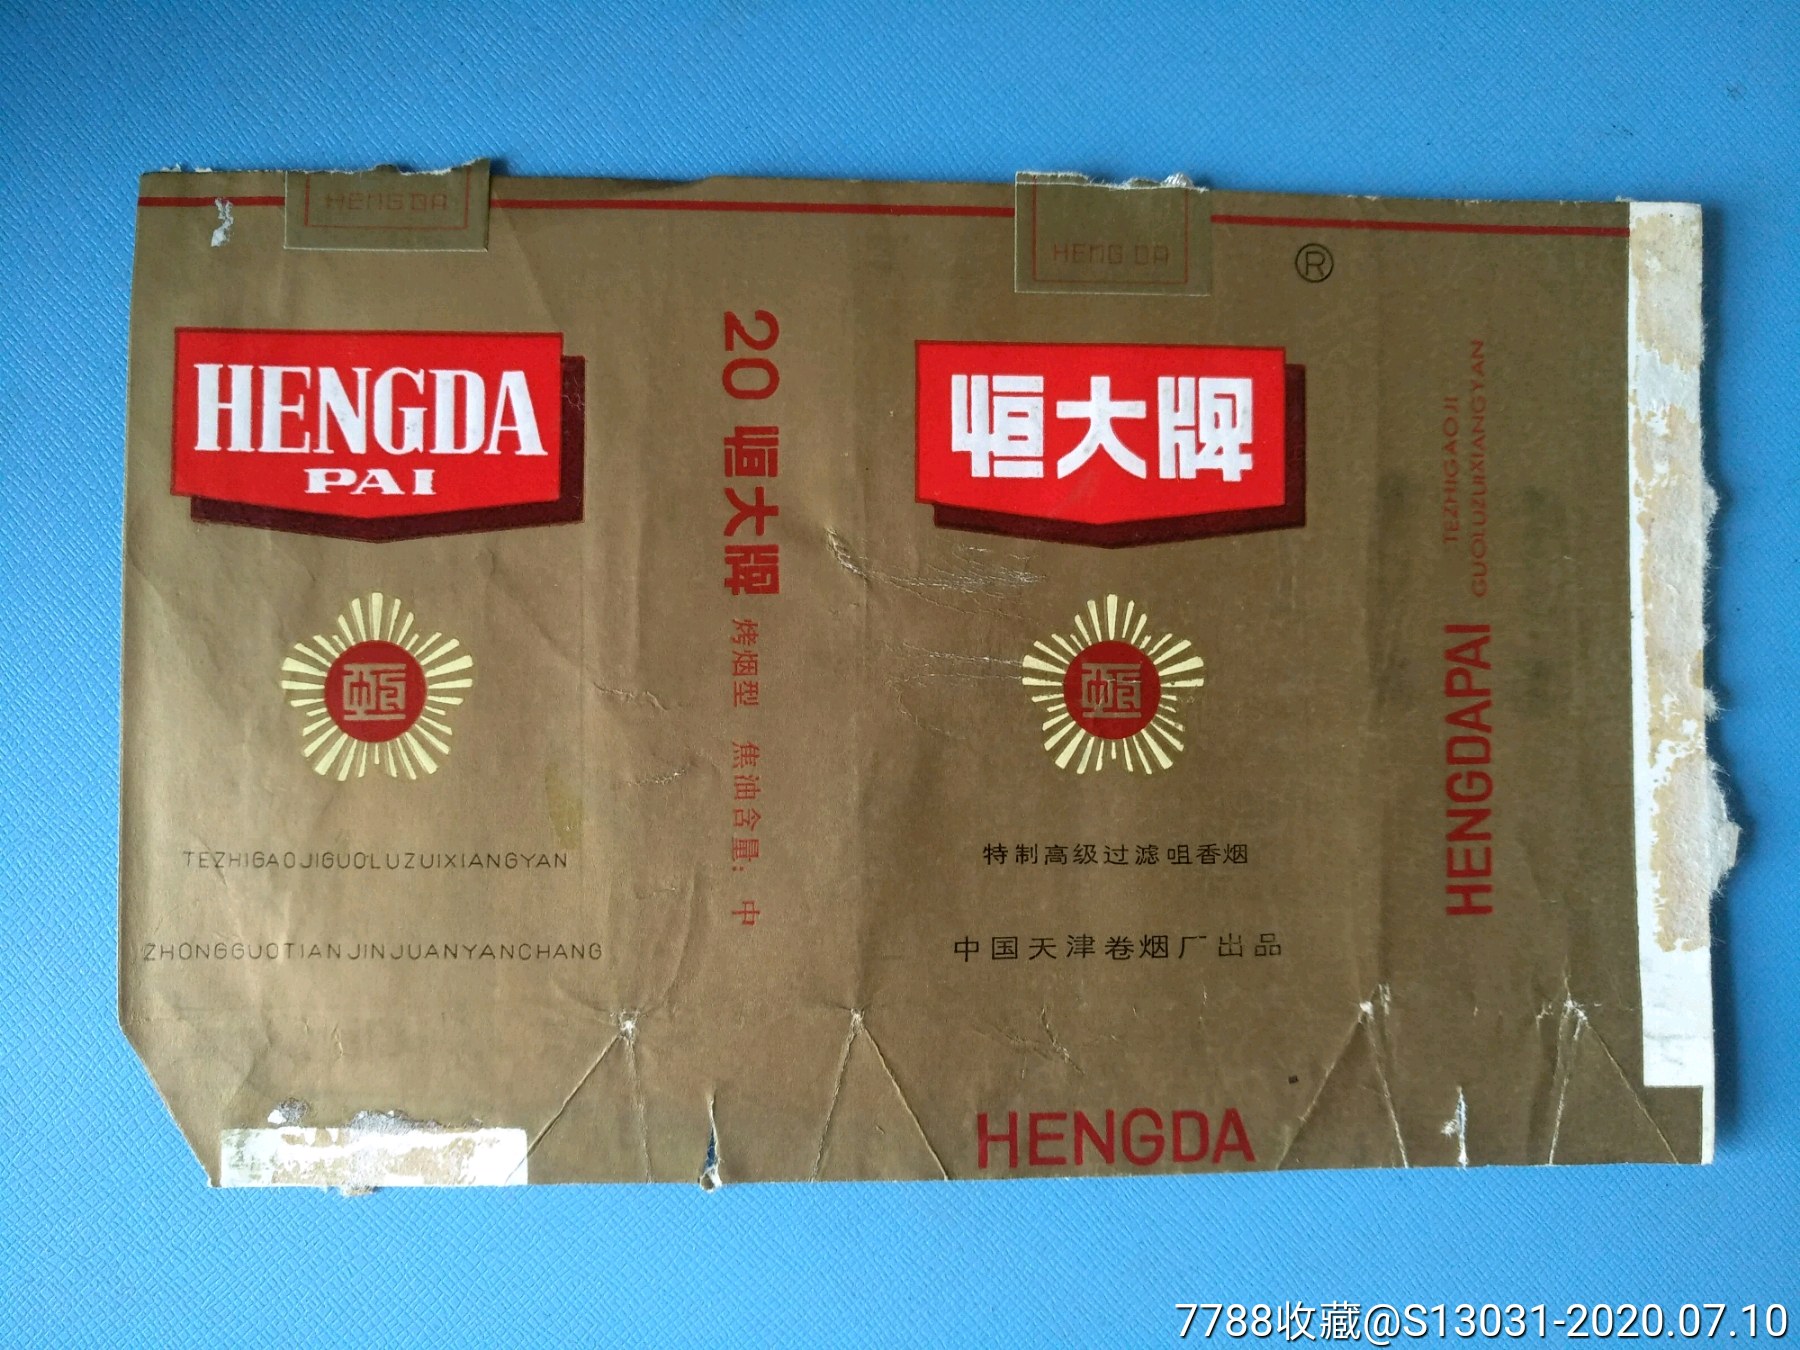 HENGDA
HENGDA
PAI
TEZHIGAOJIGUOLUZUIXIANGYAN
ZHONGGUOTIANJINJUANYANCHANG
20 恒大牌 烤烟型 焦油含量：中
HENG DA
®
恒大牌
特制高级过滤咀香烟
中国天津卷烟厂出品
HENGDA
HENGDAPAI
TEZHIGAOJI
GUOLUZUIXIANGYAN
7788收藏@S13031-2020.07.10